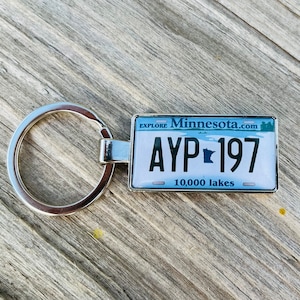 EXPLORE Minnesota.com
AYP 197
10,000 lakes